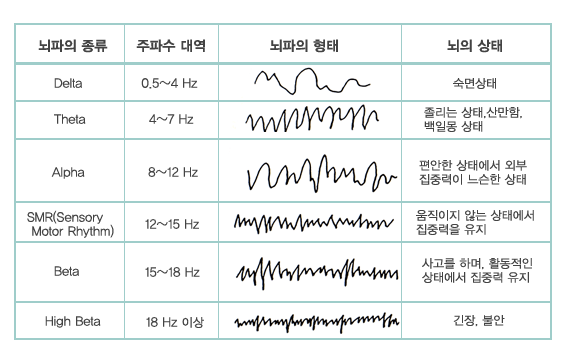 뇌파의 종류 주파수 대역 뇌파의 형태 뇌의 상태
Delta 0.5~4 Hz 숙면상태
Theta 4~7 Hz 졸리는 상태,산만함,
백일몽 상태
Alpha 8~12 Hz 편안한 상태에서 외부
집중력이 느슨한 상태
SMR(Sensory
Motor Rhythm) 12~15 Hz 움직이지 않는 상태에서
집중력을 유지
Beta 15~18 Hz 사고를 하며, 활동적인
상태에서 집중력 유지
High Beta 18 Hz 이상 긴장, 불안